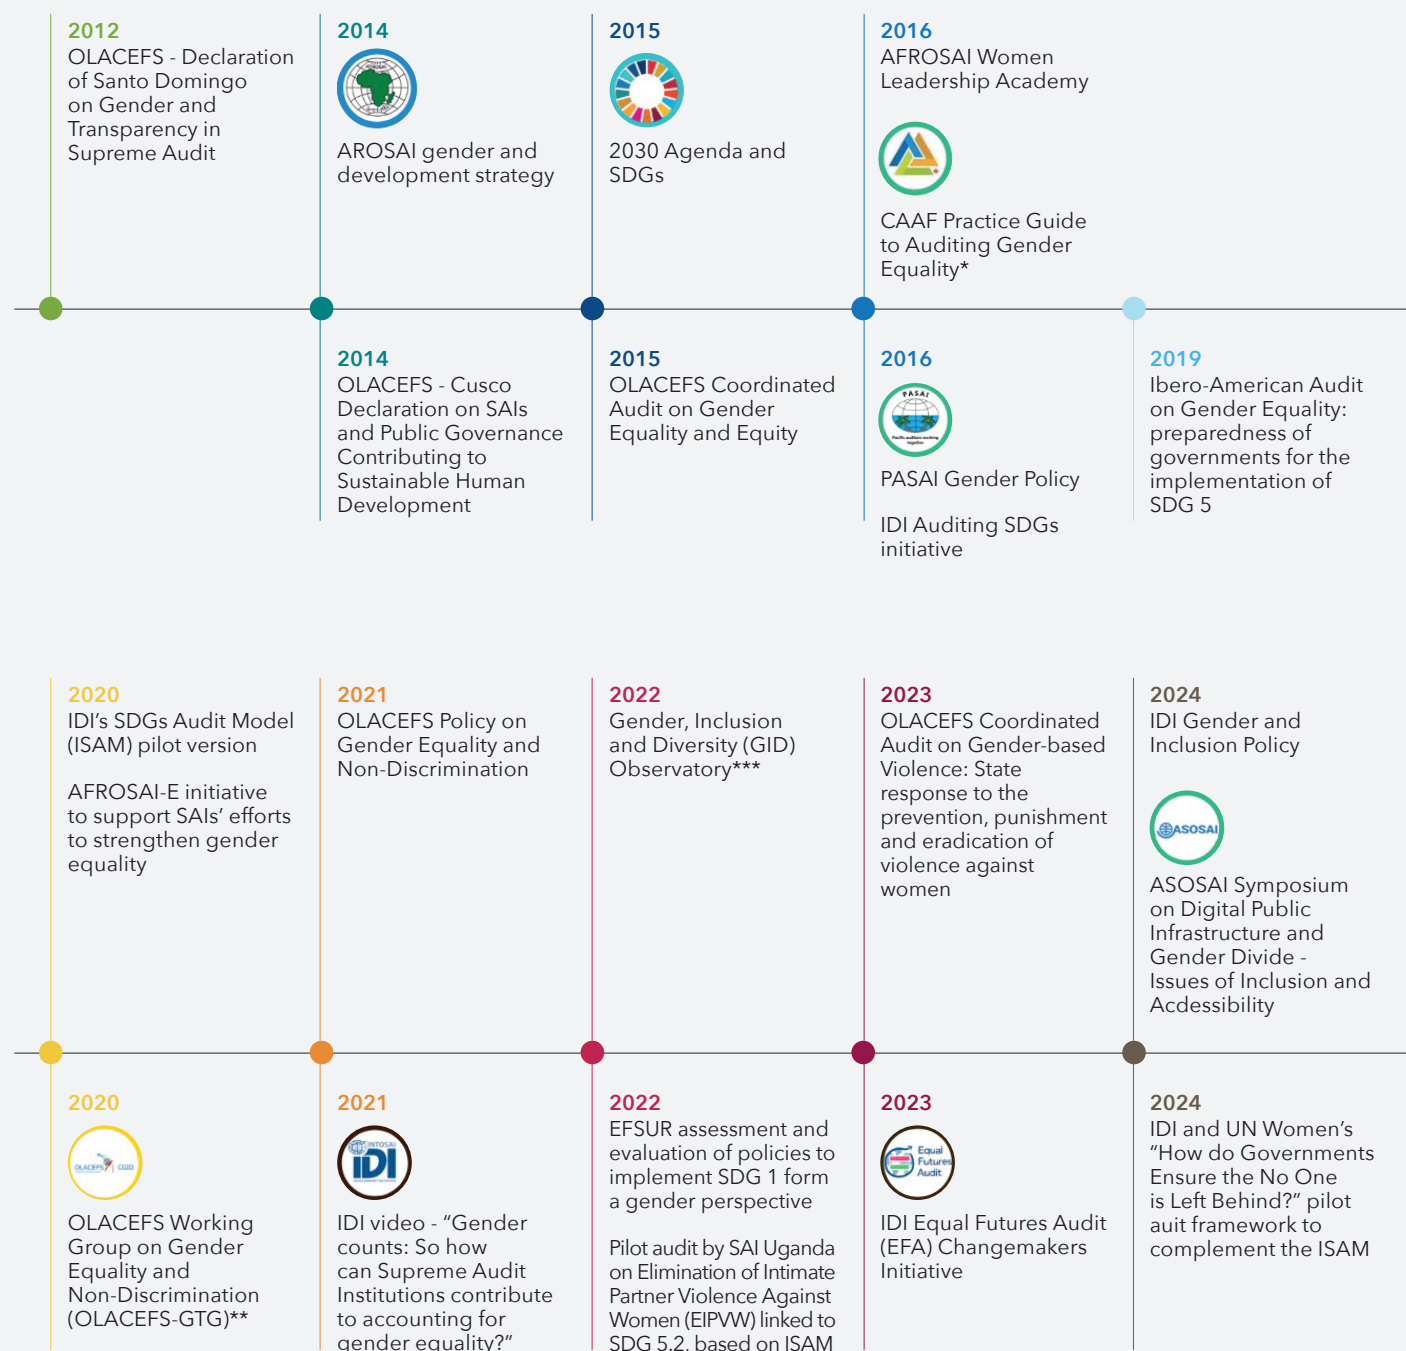 2012
OLACEFS - Declaration
of Santo Domingo
on Gender and
Transparency in
Supreme Audit
2014
AROSAI gender and
development strategy
2015
2030 Agenda and
SDGs
2016
AFROSAI Women
Leadership Academy
CAAF Practice Guide
to Auditing Gender
Equality*
2014
OLACEFS - Cusco
Declaration on SAIs
and Public Governance
Contributing to
Sustainable Human
Development
2015
OLACEFS Coordinated
Audit on Gender
Equality and Equity
2016
PASAI
Pacific auditors working
together
PASAI Gender Policy
IDI Auditing SDGs
initiative
2019
Ibero-American Audit
on Gender Equality:
preparedness of
governments for the
implementation of
SDG 5
2020
IDI’s SDGs Audit Model
(ISAM) pilot version
AFROSAI-E initiative
to support SAIs’ efforts
to strengthen gender
equality
2021
OLACEFS Policy on
Gender Equality and
Non-Discrimination
2022
Gender, Inclusion
and Diversity (GID)
Observatory***
2023
OLACEFS Coordinated
Audit on Gender-based
Violence: State
response to the
prevention, punishment
and eradication of
violence against
women
2024
IDI Gender and
Inclusion Policy
ASOSAI
ASOSAI Symposium
on Digital Public
Infrastructure and
Gender Divide -
Issues of Inclusion and
Acdessibility
2020
OLACEFS CGID
OLACEFS Working
Group on Gender
Equality and
Non-Discrimination
(OLACEFS-GTG)**
2021
INTOSAI
IDI
IDI video - “Gender
counts: So how
can Supreme Audit
Institutions contribute
to accounting for
gender equality?”
2022
EFSUR assessment and
evaluation of policies to
implement SDG 1 form
a gender perspective
Pilot audit by SAI Uganda
on Elimination of Intimate
Partner Violence Against
Women (EIPVW) linked to
SDG 5.2, based on ISAM
2023
Equal
Futures
Audit
IDI Equal Futures Audit
(EFA) Changemakers
Initiative
2024
IDI and UN Women’s
“How do Governments
Ensure the No One
is Left Behind?” pilot
auit framework to
complement the ISAM